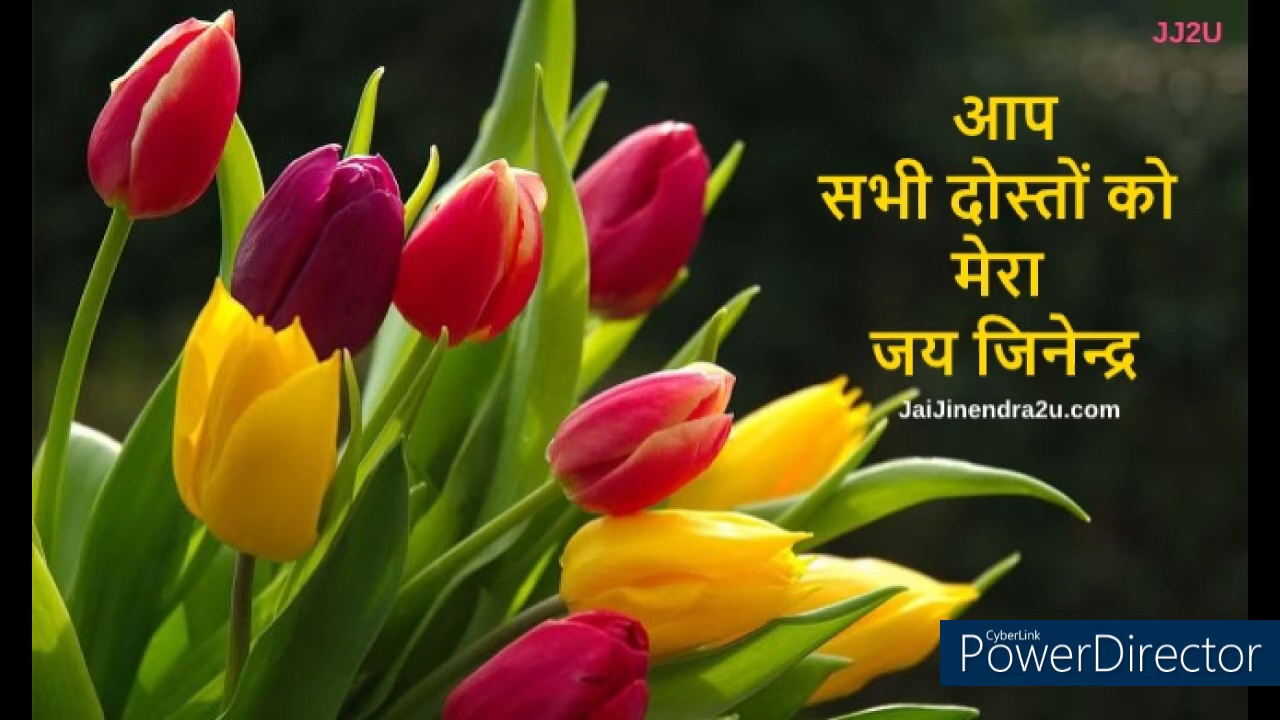 JJ2U
आप
सभी दोस्तों को
मेरा
जय जिनेन्द्र
JaiJinendra2u.com
CyberLink
PowerDirector